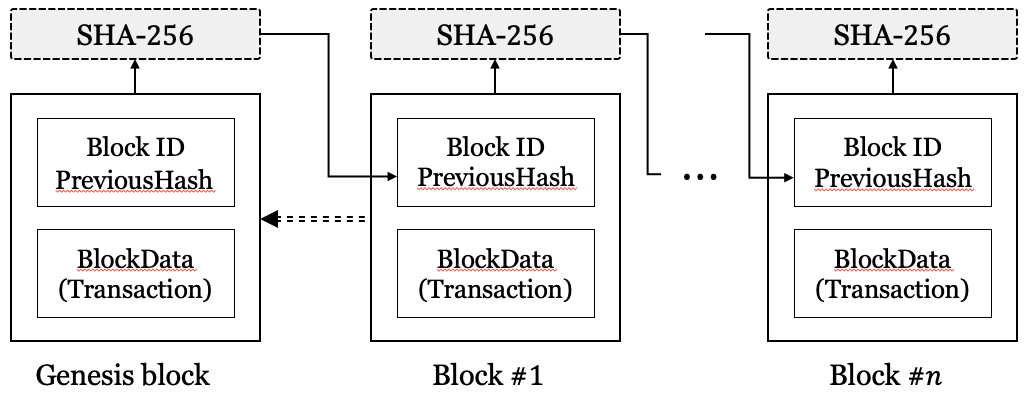 SHA-256
SHA-256
SHA-256
Block ID
PreviousHash
BlockData
(Transaction)
Block ID
PreviousHash
BlockData
(Transaction)
...
Block ID
PreviousHash
BlockData
(Transaction)
Genesis block
Block #1
Block #n